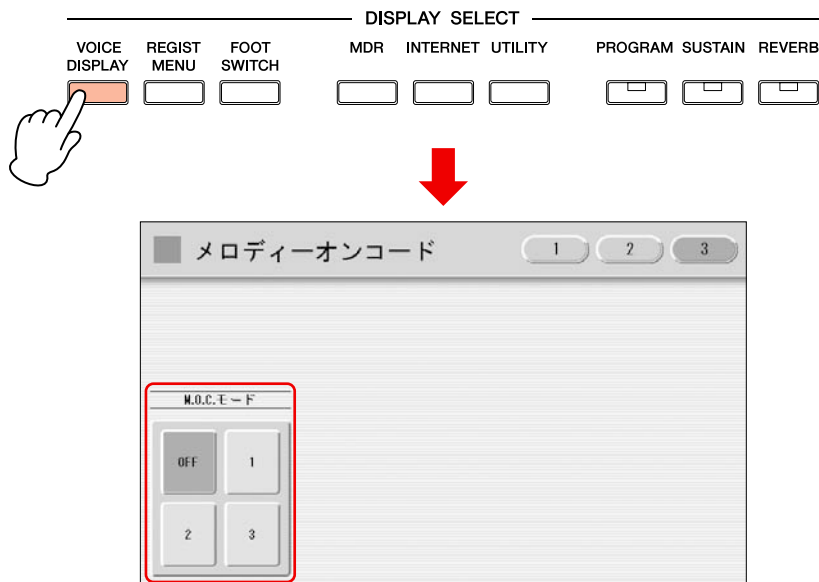 DISPLAY SELECT
VOICE DISPLAY REGIST MENU FOOT SWITCH MDR INTERNET UTILITY PROGRAM SUSTAIN REVERB
メロディーオンコード 1 2 3
M.O.C.モード
OFF 1
2 3